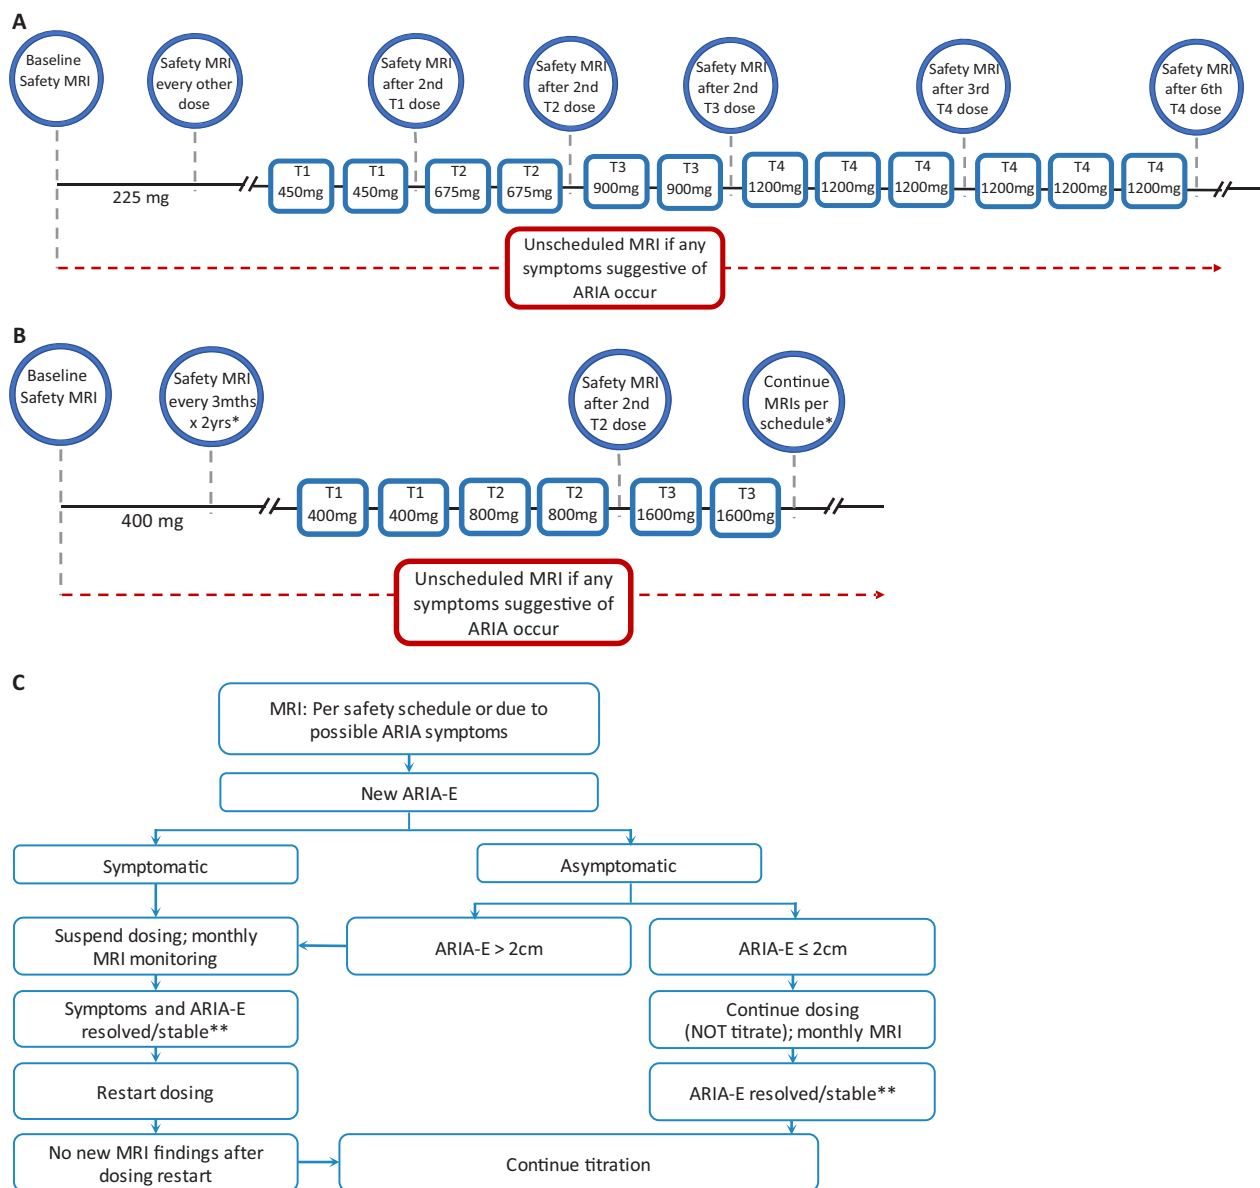 A
Baseline
Safety MRI
Safety MRI
every other
dose
Safety MRI
after 2nd
T1 dose
Safety MRI
after 2nd
T2 dose
Safety MRI
after 2nd
T3 dose
Safety MRI
after 3rd
T4 dose
Safety MRI
after 6th
T4 dose
225 mg
T1
450mg
T1
450mg
T2
675mg
T2
675mg
T3
900mg
T3
900mg
T4
1200mg
T4
1200mg
T4
1200mg
T4
1200mg
T4
1200mg
T4
1200mg
Unscheduled MRI if any
symptoms suggestive of
ARIA occur
B
Baseline
Safety MRI
Safety MRI
every 3mths
x 2yrs*
Safety MRI
after 2nd
T2 dose
Continue
MRIs per
schedule*
400 mg
T1
400mg
T1
400mg
T2
800mg
T2
800mg
T3
1600mg
T3
1600mg
Unscheduled MRI if any
symptoms suggestive of
ARIA occur
C
MRI: Per safety schedule or due to
possible ARIA symptoms
New ARIA-E
Symptomatic
Asymptomatic
Suspend dosing; monthly
MRI monitoring
ARIA-E > 2cm
ARIA-E ≤ 2cm
Symptoms and ARIA-E
resolved/stable**
Continue dosing
(NOT titrate); monthly MRI
Restart dosing
ARIA-E resolved/stable**
No new MRI findings after
dosing restart
Continue titration